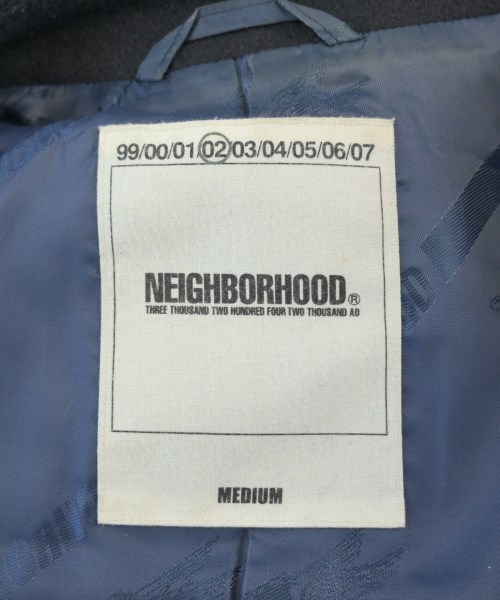 99/00/01/02/03/04/05/06/07
NEIGHBORHOOD®
THREE THOUSAND TWO HUNDRED FOUR TWO THOUSAND AD
MEDIUM